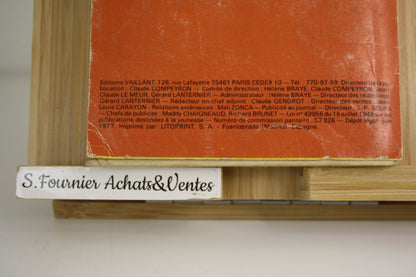 Editions VAILLANT, 126, rue Lafayette 75461 PARIS CEDEX 10 — Tél. : 770-97-59. Directeur de la pu-
blication : Claude COMPEYRON — Comité de direction : Hélène BRAYE, Claude COMPEYRON, Jean-
Claude LE MEUR, Gérard LANTERNIER — Administrateur : Hélène BRAYE — Directeur des rédactions :
Gérard LANTERNIER — Rédacteur en chef adjoint : Claude GENDROT — Directeur des ventes : Jean-
Louis CARAYON — Relations extérieures : Mai ZONCA — Publicité au journal — Directeur : J.-P.
— Chefs de publicité : Maddy CHAIGNEAUD, Richard BRUNET — Loi n° 49956 du 16 juillet 1949 sur les
publications destinées à la jeunesse — Numéro de commission paritaire : 57 826 — Dépôt légal
1977. Imprimé par : LITOPRINT, S. A. - Fuenlabrada (Madrid) Espagne.
S.Fournier Achats&Ventes